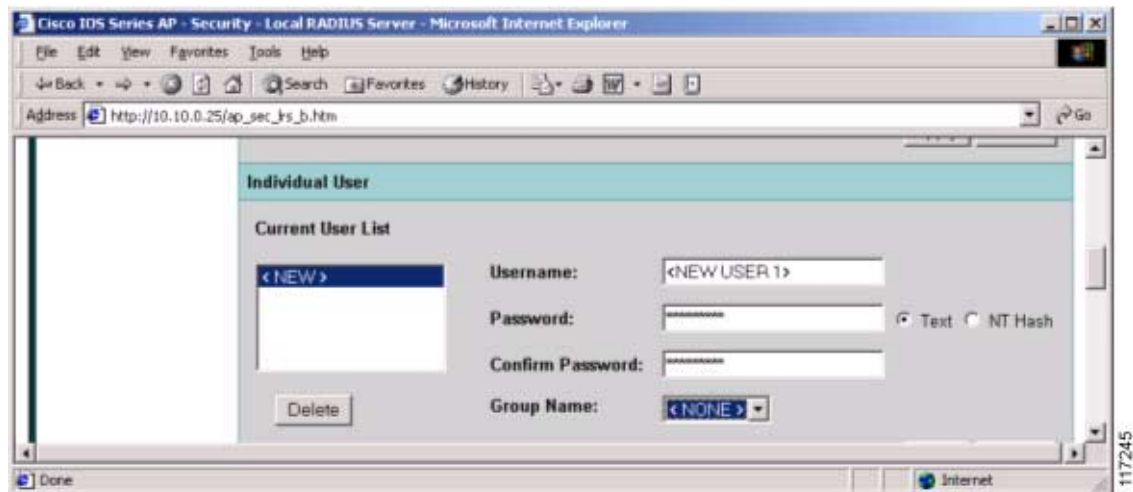 Cisco IOS Series AP - Security - Local RADIUS Server - Microsoft Internet Explorer
File Edit View Favorites Tools Help
Back Search Favorites History
Address http://10.10.0.25/ap_sec_lrs_b.htm Go
Individual User
Current User List
< NEW >
Username: <NEW USER 1>
Password: ********* Text NT Hash
Confirm Password: *********
Delete Group Name: < NONE >
Done Internet
117245